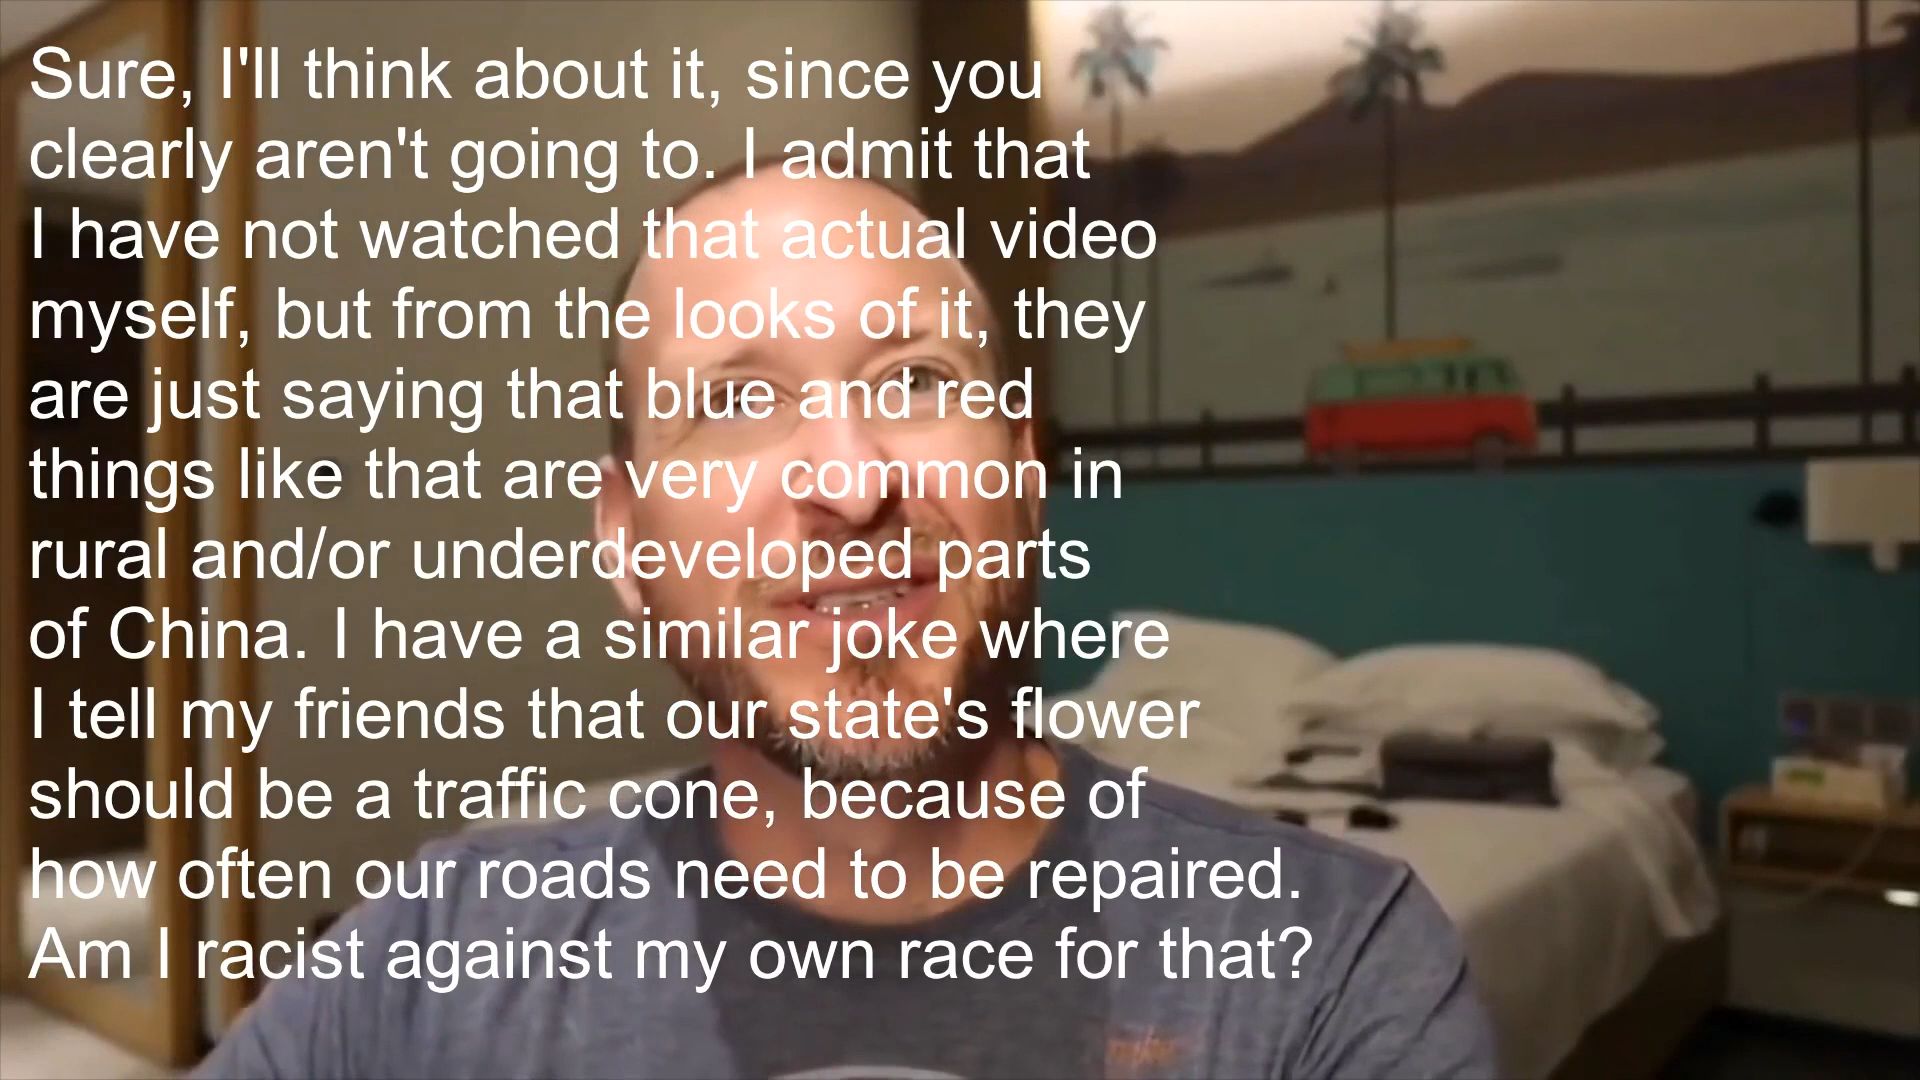 Sure, I'll think about it, since you
clearly aren't going to. I admit that
I have not watched that actual video
myself, but from the looks of it, they
are just saying that blue and red
things like that are very common in
rural and/or underdeveloped parts
of China. I have a similar joke where
I tell my friends that our state's flower
should be a traffic cone, because of
how often our roads need to be repaired.
Am I racist against my own race for that?